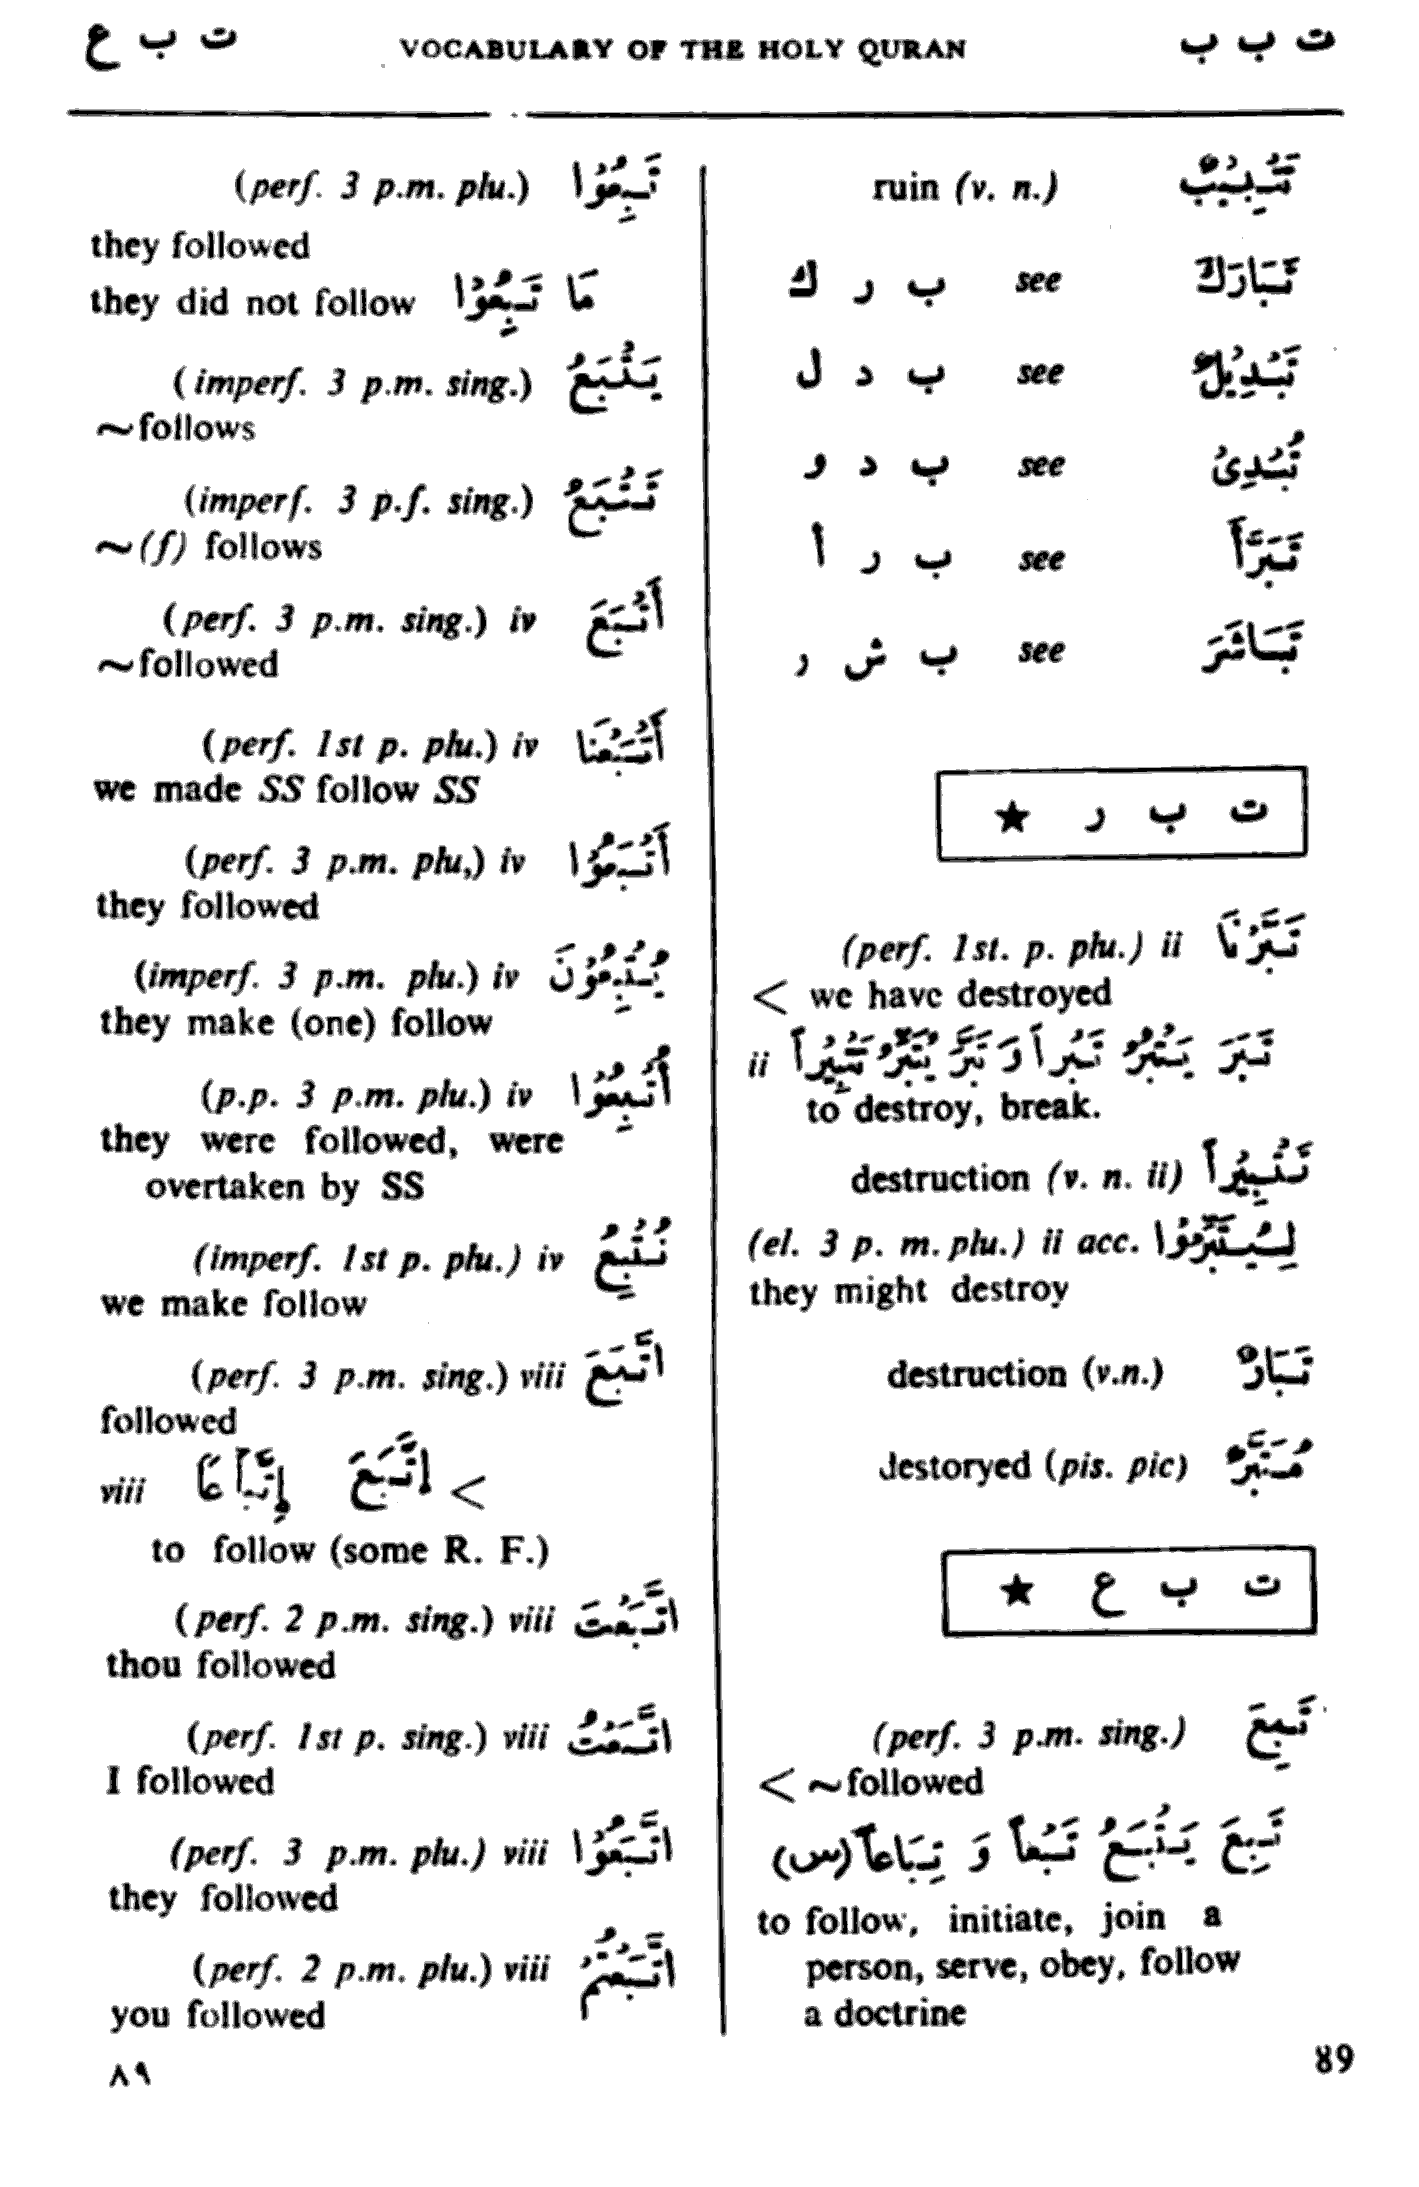 ت ب ع VOCABULARY OF THE HOLY QURAN ت ب ب
ruin (v. n.) تَتْبِيْبٌ
تَبَارَكَ see ب ر ك
تَبْدِيْلٌ see ب د ل
تُبْدِىْ see ب د و
تَبَرَّأَ see ب ر أ
تَبَاشَرَ see ب ش ر
ت ب ر ★
(perf. 1st. p. plu.) ii تَبَّرْنَا
< we have destroyed
تَبَرَ يَتْبُرُ تَبْراً وَ تَبَّرَ يُتَبِّرُ تَتْبِيْراً ii
to destroy, break.
destruction (v. n. ii) تَتْبِيْراً
(el. 3 p. m. plu.) ii acc. لِيُتَبِّرُوْا
they might destroy
destruction (v.n.) تَبَارٌ
destoryed (pis. pic) مُتَبَّرٌ
ت ب ع ★
(perf. 3 p.m. sing.) تَبِعَ
< ~followed
تَبِعَ يَتْبَعُ تَبْعاً وَ تِبَاعاً (س)
to follow, initiate, join a
person, serve, obey, follow
a doctrine
(perf. 3 p.m. plu.) تَبِعُوْا
they followed
they did not follow مَا تَبِعُوْا
(imperf. 3 p.m. sing.) يَتْبَعُ
~follows
(imperf. 3 p.f. sing.) تَتْبَعُ
~(f) follows
(perf. 3 p.m. sing.) iv أَتْبَعَ
~followed
(perf. 1st p. plu.) iv أَتْبَعْنَا
we made SS follow SS
(perf. 3 p.m. plu,) iv أَتْبَعُوْا
they followed
(imperf. 3 p.m. plu.) iv يُتْبِعُوْنَ
they make (one) follow
(p.p. 3 p.m. plu.) iv أُتْبِعُوْا
they were followed, were
overtaken by SS
(imperf. 1st p. plu.) iv نُتْبِعُ
we make follow
(perf. 3 p.m. sing.) viii اتَّبَعَ
followed
< اتَّبَعَ إِتِّبَاعًا viii
to follow (some R. F.)
(perf. 2 p.m. sing.) viii اتَّبَعْتَ
thou followed
(perf. 1st p. sing.) viii اتَّبَعْتُ
I followed
(perf. 3 p.m. plu.) viii اتَّبَعُوْا
they followed
(perf. 2 p.m. plu.) viii اتَّبَعْتُمْ
you followed
٨٩ 89